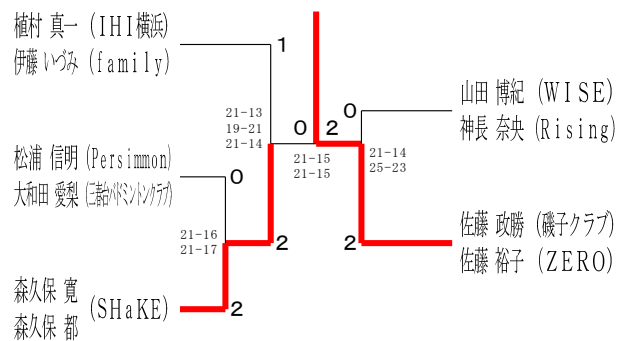 植村 真一 (IHI横浜)
伊藤 いづみ (family)
1
山田 博紀 (WISE)
神長 奈央 (Rising)
0
21-13
19-21
21-14
0
2
21-15
21-15
21-14
25-23
松浦 信明 (Persimmon)
大和田 愛梨 (三春台バドミントンクラブ)
0
21-16
21-17
2
2
佐藤 政勝 (磯子クラブ)
佐藤 裕子 (ZERO)
森久保 寛
森久保 都
(SHaKE)
2